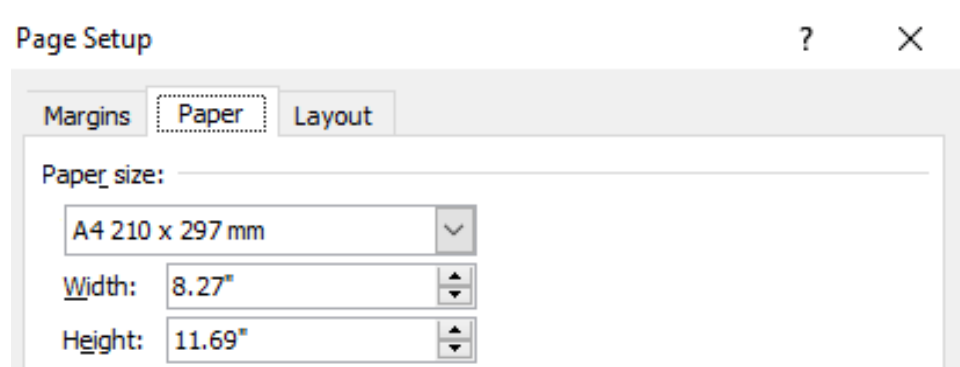 Page Setup ?
Margins Paper Layout
Paper size:
A4 210 x 297 mm
Width: 8.27"
Height: 11.69"